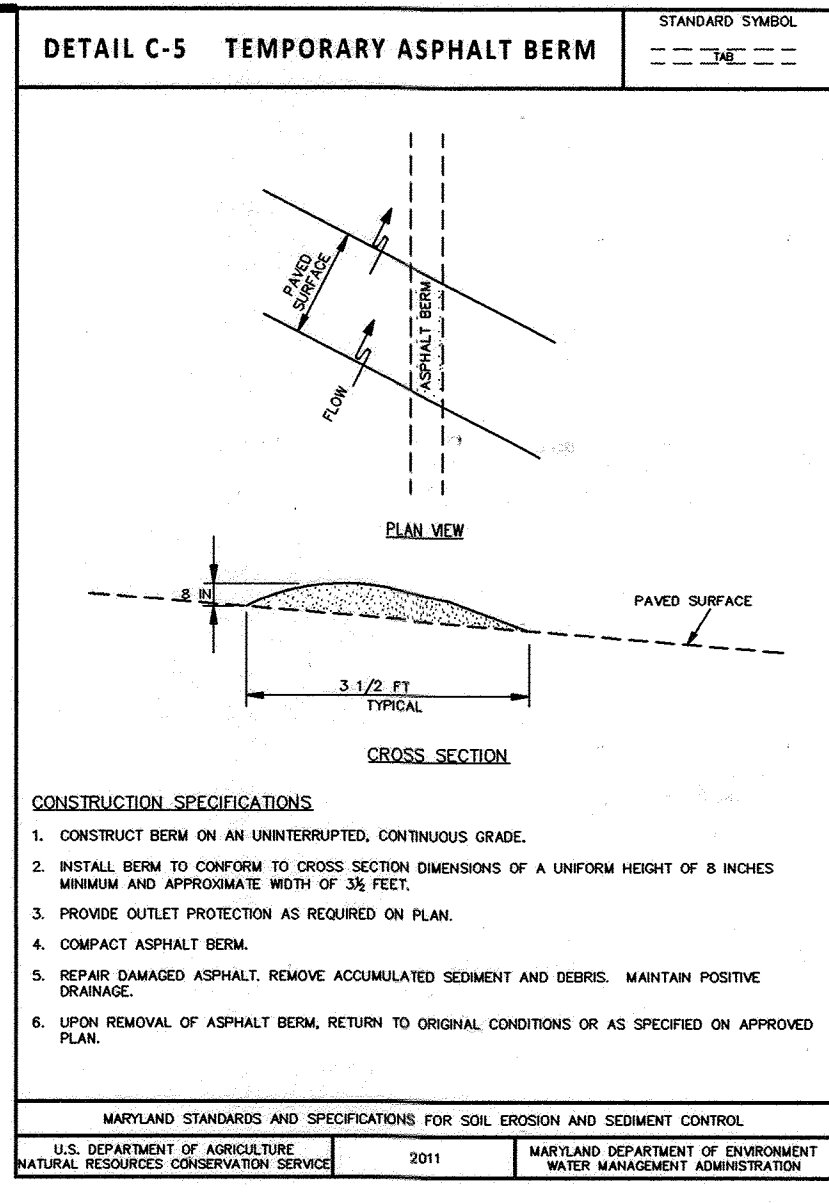 DETAIL C-5 TEMPORARY ASPHALT BERM
STANDARD SYMBOL
TAB
PAVED
SURFACE
FLOW
ASPHALT BERM
PLAN VIEW
8 IN
PAVED SURFACE
3 1/2 FT
TYPICAL
CROSS SECTION
CONSTRUCTION SPECIFICATIONS
1. CONSTRUCT BERM ON AN UNINTERRUPTED, CONTINUOUS GRADE.
2. INSTALL BERM TO CONFORM TO CROSS SECTION DIMENSIONS OF A UNIFORM HEIGHT OF 8 INCHES
MINIMUM AND APPROXIMATE WIDTH OF 3½ FEET.
3. PROVIDE OUTLET PROTECTION AS REQUIRED ON PLAN.
4. COMPACT ASPHALT BERM.
5. REPAIR DAMAGED ASPHALT. REMOVE ACCUMULATED SEDIMENT AND DEBRIS. MAINTAIN POSITIVE
DRAINAGE.
6. UPON REMOVAL OF ASPHALT BERM, RETURN TO ORIGINAL CONDITIONS OR AS SPECIFIED ON APPROVED
PLAN.
MARYLAND STANDARDS AND SPECIFICATIONS FOR SOIL EROSION AND SEDIMENT CONTROL
U.S. DEPARTMENT OF AGRICULTURE
NATURAL RESOURCES CONSERVATION SERVICE
2011
MARYLAND DEPARTMENT OF ENVIRONMENT
WATER MANAGEMENT ADMINISTRATION